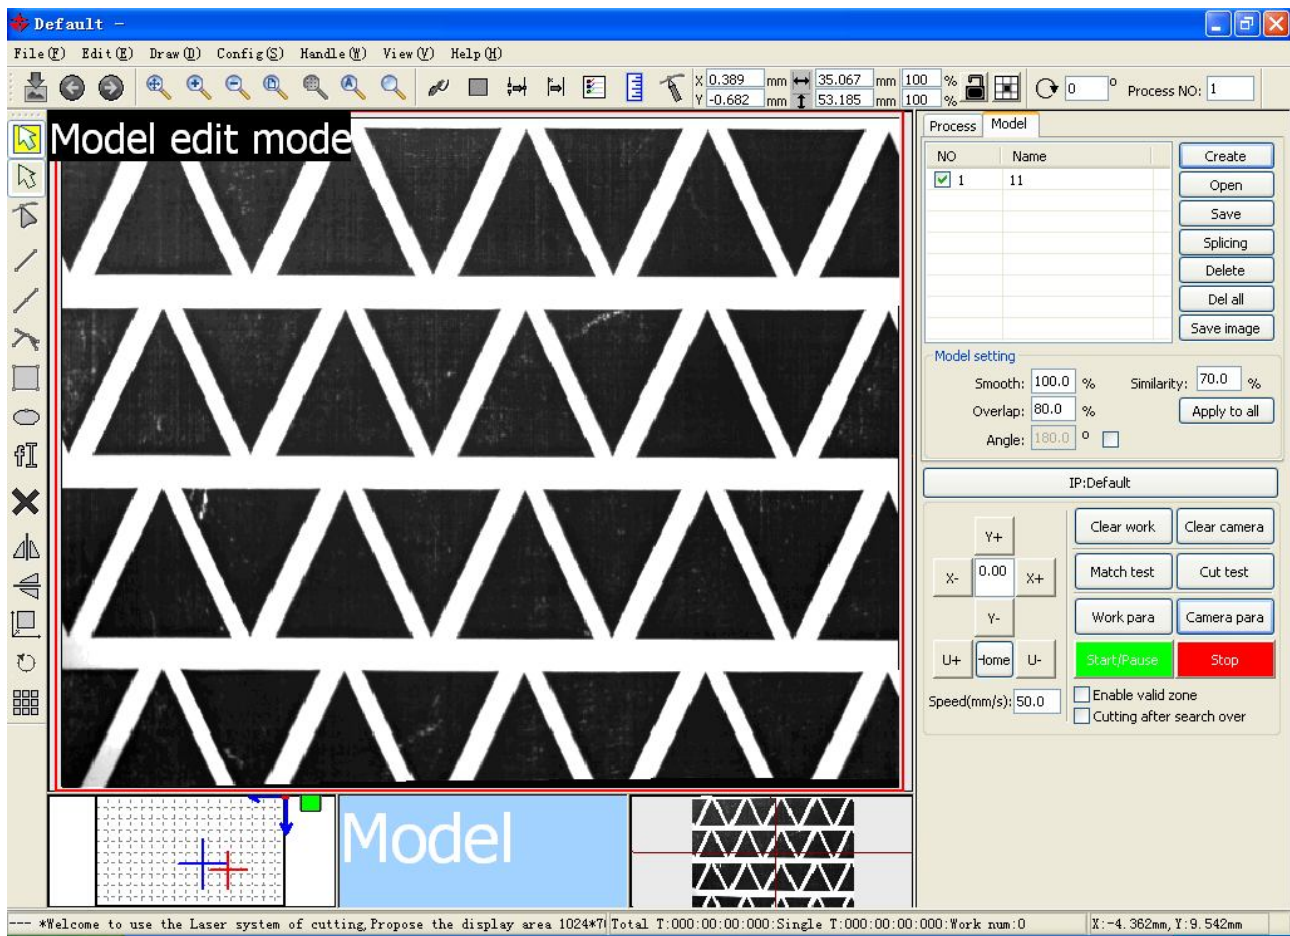 Default -
File(F) Edit(E) Draw(D) Config(S) Handle(W) View(V) Help(H)
X 0.389 mm 35.067 mm 100 %
Y -0.682 mm 53.185 mm 100 %
0 ° Process NO: 1
Model edit mode
Process Model
NO Name
1 11
Create
Open
Save
Splicing
Delete
Del all
Save image
Model setting
Smooth: 100.0 % Similarity: 70.0 %
Overlap: 80.0 % Apply to all
Angle: 180.0 °
IP:Default
Clear work Clear camera
Y+
X- 0.00 X+ Match test Cut test
Y- Work para Camera para
U+ Home U- Start/Pause Stop
Speed(mm/s): 50.0 Enable valid zone
Cutting after search over
Model
--- *Welcome to use the Laser system of cutting,Propose the display area 1024*7 Total T:000:00:00:000:Single T:000:00:00:000:Work num:0 X:-4.362mm,Y:9.542mm